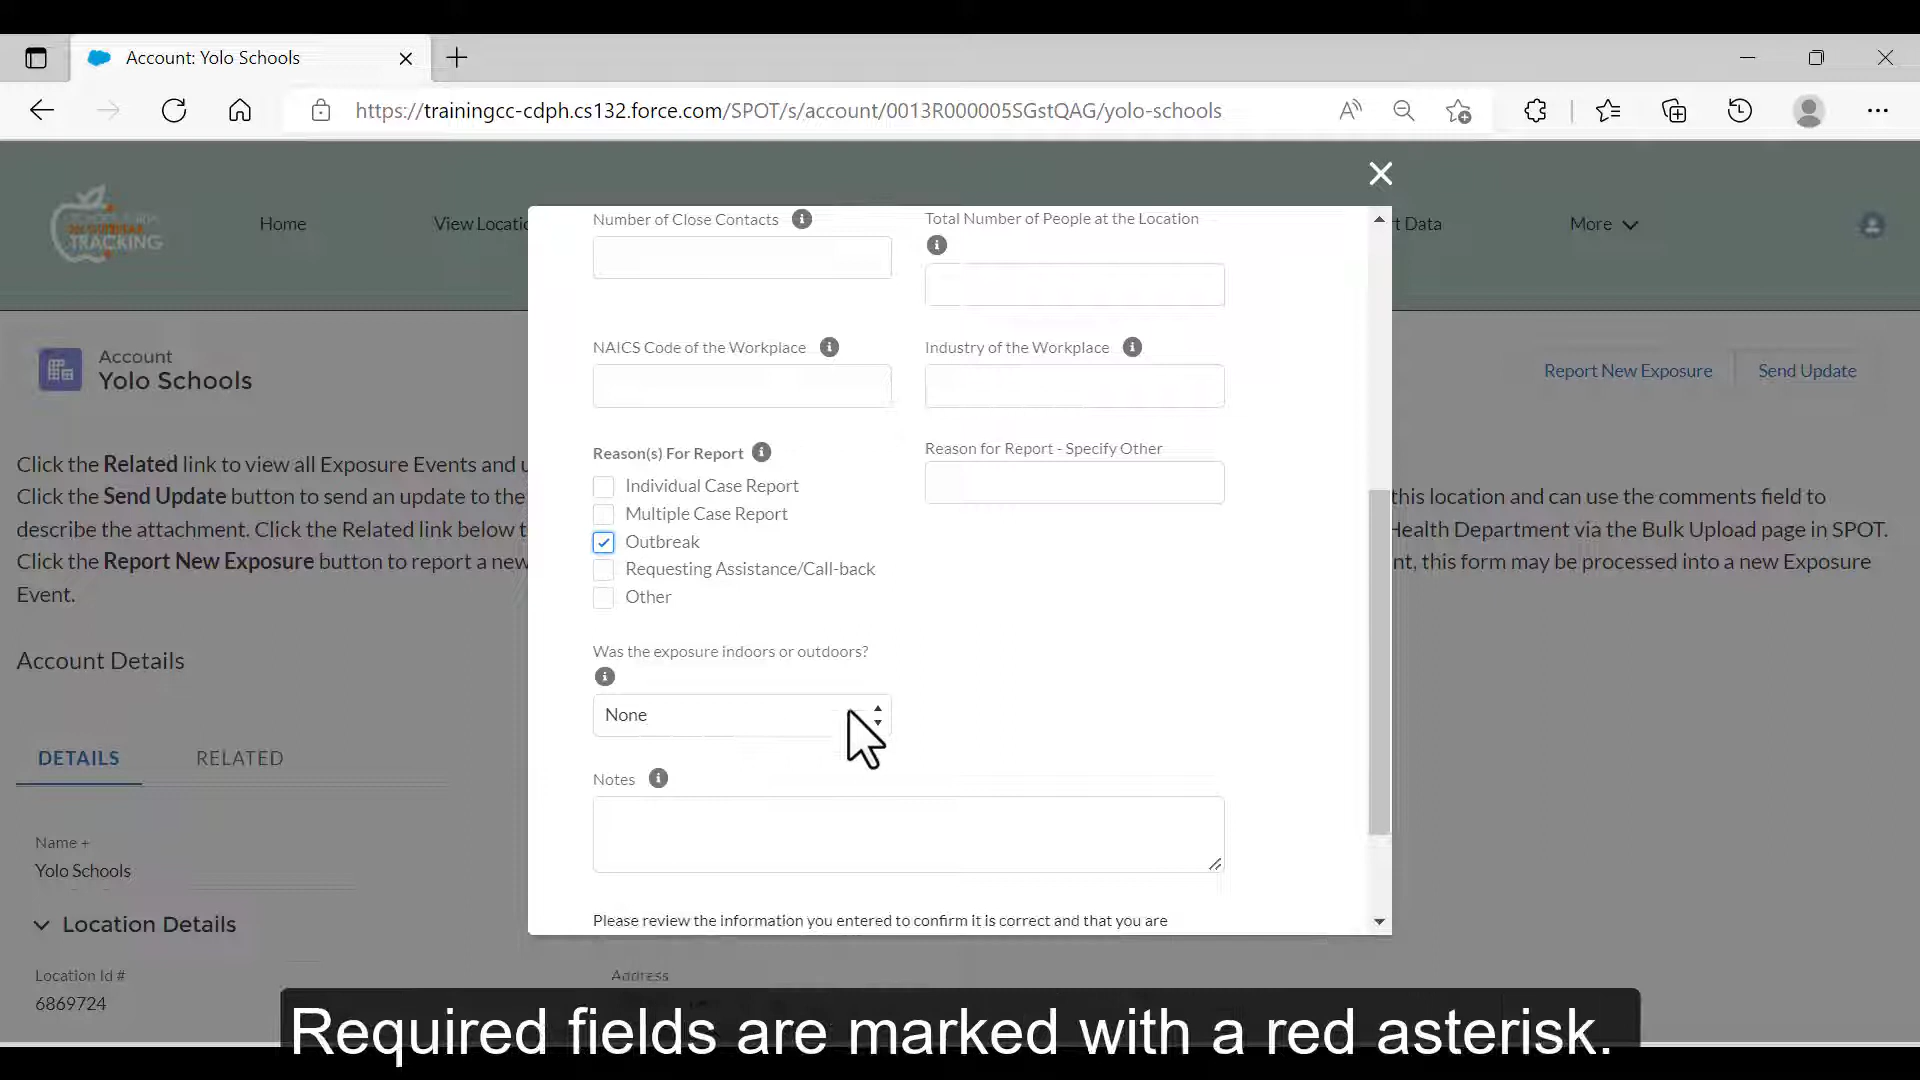 Account: Yolo Schools
https://trainingcc-cdph.cs132.force.com/SPOT/s/account/0013R000005SGstQAG/yolo-schools
TRACKING
Home
View Locatio
rt Data
More
Account
Yolo Schools
Report New Exposure
Send Update
Click the Related link to view all Exposure Events and u
Click the Send Update button to send an update to the
this location and can use the comments field to
describe the attachment. Click the Related link below t
Health Department via the Bulk Upload page in SPOT.
Click the Report New Exposure button to report a new
nt, this form may be processed into a new Exposure
Event.
Account Details
DETAILS
RELATED
Name +
Yolo Schools
Location Details
Location Id #
6869724
Address
Number of Close Contacts
Total Number of People at the Location
NAICS Code of the Workplace
Industry of the Workplace
Reason(s) For Report
Reason for Report - Specify Other
Individual Case Report
Multiple Case Report
Outbreak
Requesting Assistance/Call-back
Other
Was the exposure indoors or outdoors?
None
Notes
Please review the information you entered to confirm it is correct and that you are
Required fields are marked with a red asterisk.